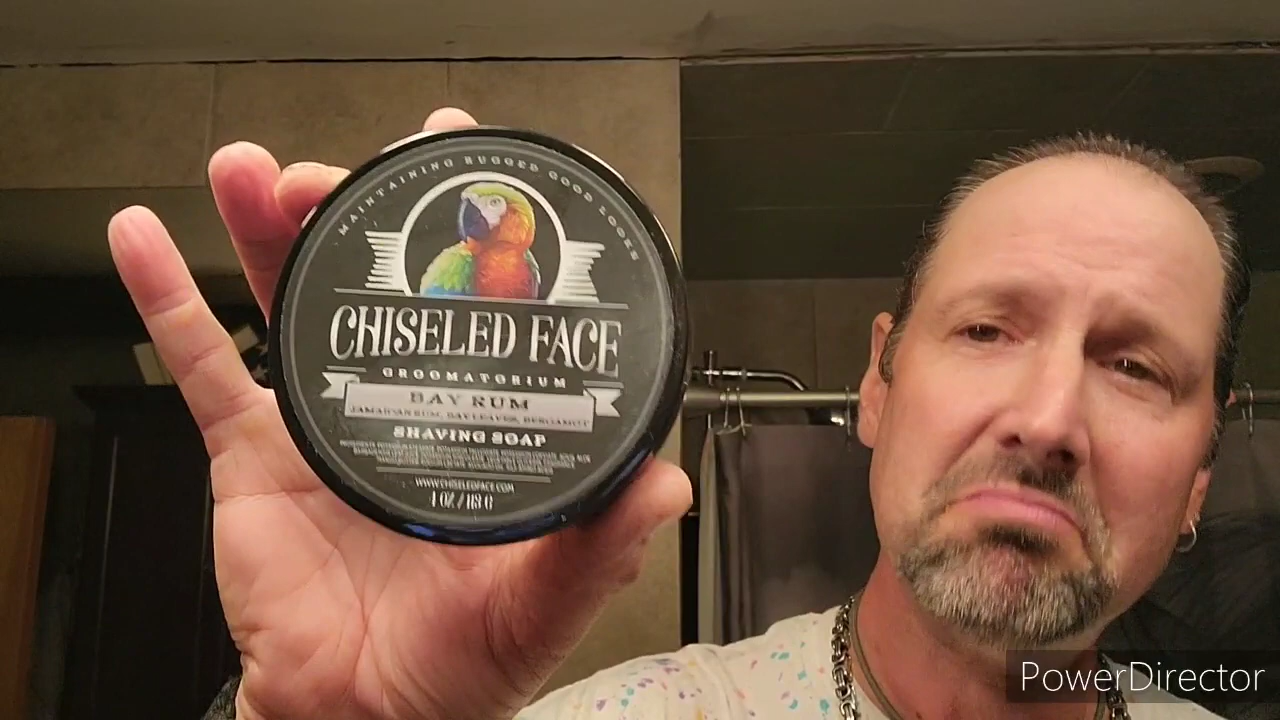 MAINTAINING RUGGED GOOD LOOKS
CHISELED FACE
GROOMATORIUM
BAY RUM
JAMAICAN RUM, BAY LEAVES, BERGAMOT
SHAVING SOAP
WWW.CHISELEDFACE.COM
4 OZ / 113 G
PowerDirector